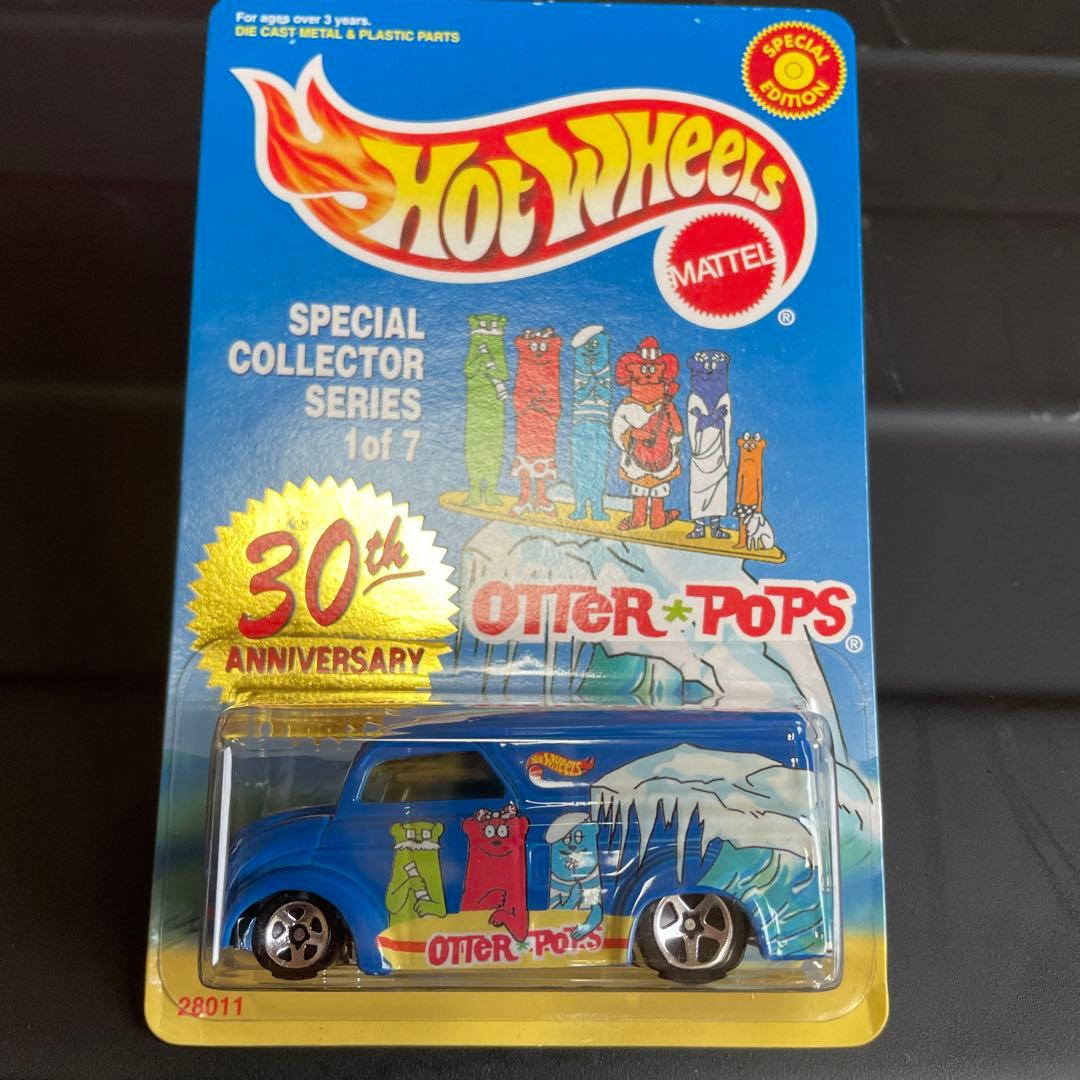 For ages over 3 years.
DIE CAST METAL & PLASTIC PARTS
SPECIAL
EDITION
HOT WHEELS
MATTEL
®
SPECIAL
COLLECTOR
SERIES
1 of 7
30th
ANNIVERSARY
OTTER * POPS
®
HOT WHEELS
OTTER * POPS
28011